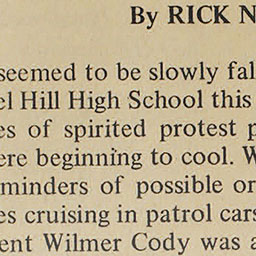 By RICK N
seemed to be slowly fal
el Hill High School this
es of spirited protest p
ere beginning to cool. W
minders of possible or
es cruising in patrol cars
ent Wilmer Cody was a